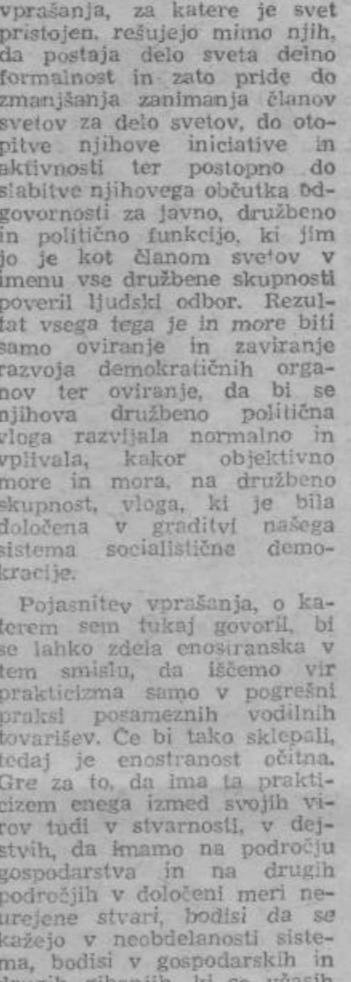 vprašanja, za katere je svet
pristojen. rešujejo mimo njih,
da postaja delo sveta deino
formalnost in zato pride do
zmanjšanja zanimanja članov
svetov za delo svetov, do oto-
pitve njihove iniciative in
aktivnosti ter postopno do
slabitve njihovega občutka od-
govornosti za javno, družbeno
in politično funkcijo, ki jim
jo je kot članom svetov v
imenu vse družbene skupnosti
poveril ljudski odbor. Rezul-
tat vsega tega je in more biti
samo oviranje in zaviranje
razvoja demokratičnih orga-
nov ter oviranje, da bi se
njihova družbeno politična
vloga razvijala normalno in
vplivala, kakor objektivno
more in mora, na družbeno
skupnost, vloga, ki je bila
določena v graditvi našega
sistema socialistične demo-
kracije.
Pojasnitev vprašanja, o ka-
terem sem tukaj govoril, bi
se lahko zdela enostranska v
tem smislu, da iščemo vir
prakticizma samo v pogrešni
praksi posameznih vodilnih
tovarišev. Če bi tako sklepali,
tedaj je enostranost očitna.
Gre za to, da ima ta prakti-
cizem enega izmed svojih vi-
rov tudi v stvarnosti, v dej-
stvih, da imamo na področju
gospodarstva in na drugih
področjih v določeni meri ne-
urejene stvari, bodisi da se
kažejo v neobdelanosti siste-
ma, bodisi v gospodarskih in